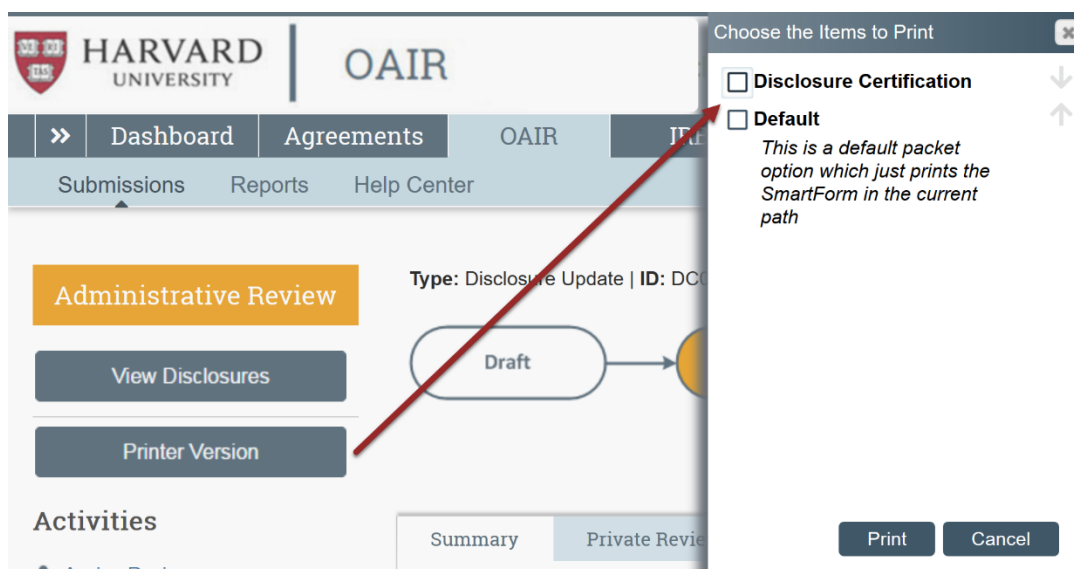 HARVARD
UNIVERSITY
OAIR
Dashboard
Agreements
OAIR
Submissions
Reports
Help Center
Administrative Review
View Disclosures
Printer Version
Activities
Type: Disclosure Update | ID:
Draft
Summary
Private
Choose the Items to Print
Disclosure Certification
Default
This is a default packet
option which just prints the
SmartForm in the current
path
Print
Cancel